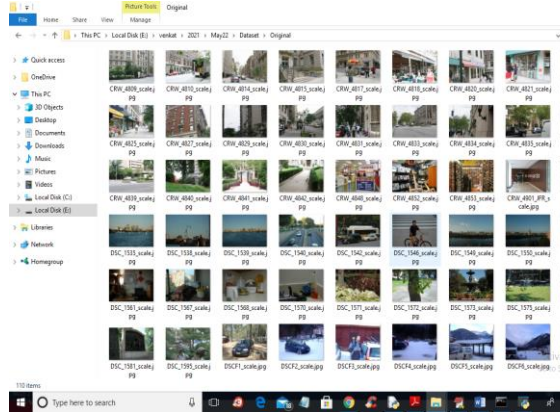 Picture Tools Original
File Home Share View Manage
This PC Local Disk (E:) venkat 2021 May22 Dataset Original
Quick access
OneDrive
This PC
3D Objects
Desktop
Documents
Downloads
Music
Pictures
Videos
Local Disk (C:)
Local Disk (E:)
Libraries
Network
Homegroup
CRW_4809_scale.jpg CRW_4810_scale.jpg CRW_4814_scale.jpg CRW_4815_scale.jpg CRW_4817_scale.jpg CRW_4818_scale.jpg CRW_4820_scale.jpg CRW_4821_scale.jpg
CRW_4825_scale.jpg CRW_4827_scale.jpg CRW_4829_scale.jpg CRW_4830_scale.jpg CRW_4831_scale.jpg CRW_4833_scale.jpg CRW_4834_scale.jpg CRW_4835_scale.jpg
CRW_4839_scale.jpg CRW_4840_scale.jpg CRW_4841_scale.jpg CRW_4842_scale.jpg CRW_4848_scale.jpg CRW_4852_scale.jpg CRW_4853_scale.jpg CRW_4901_JFR_scale.jpg
DSC_1535_scale.jpg DSC_1538_scale.jpg DSC_1539_scale.jpg DSC_1540_scale.jpg DSC_1542_scale.jpg DSC_1546_scale.jpg DSC_1549_scale.jpg DSC_1550_scale.jpg
DSC_1561_scale.jpg DSC_1567_scale.jpg DSC_1568_scale.jpg DSC_1570_scale.jpg DSC_1571_scale.jpg DSC_1572_scale.jpg DSC_1573_scale.jpg DSC_1575_scale.jpg
DSC_1581_scale.jpg DSC_1595_scale.jpg DSCF1_scale.jpg DSCF2_scale.jpg DSCF3_scale.jpg DSCF4_scale.jpg DSCF5_scale.jpg DSCF6_scale.jpg
110 items
Type here to search